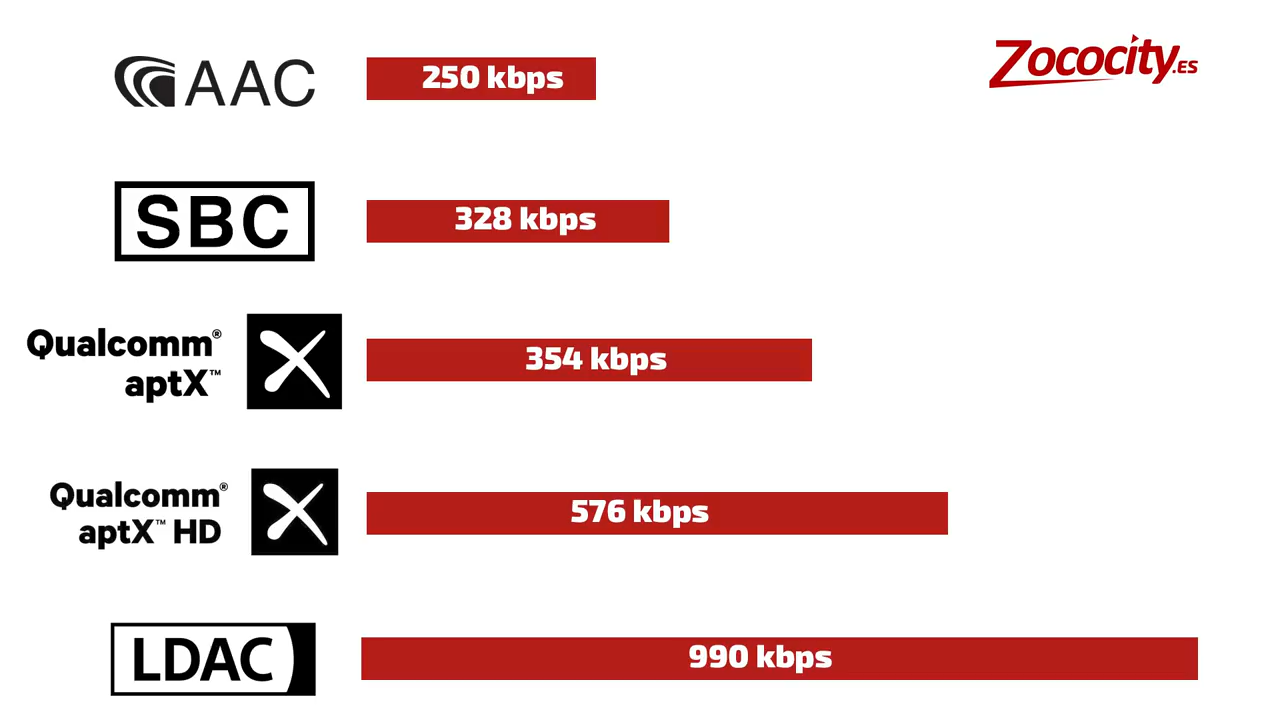 AAC
250 kbps
Zococity.es
SBC
328 kbps
Qualcomm®
aptX™
354 kbps
Qualcomm®
aptX™ HD
576 kbps
LDAC
990 kbps